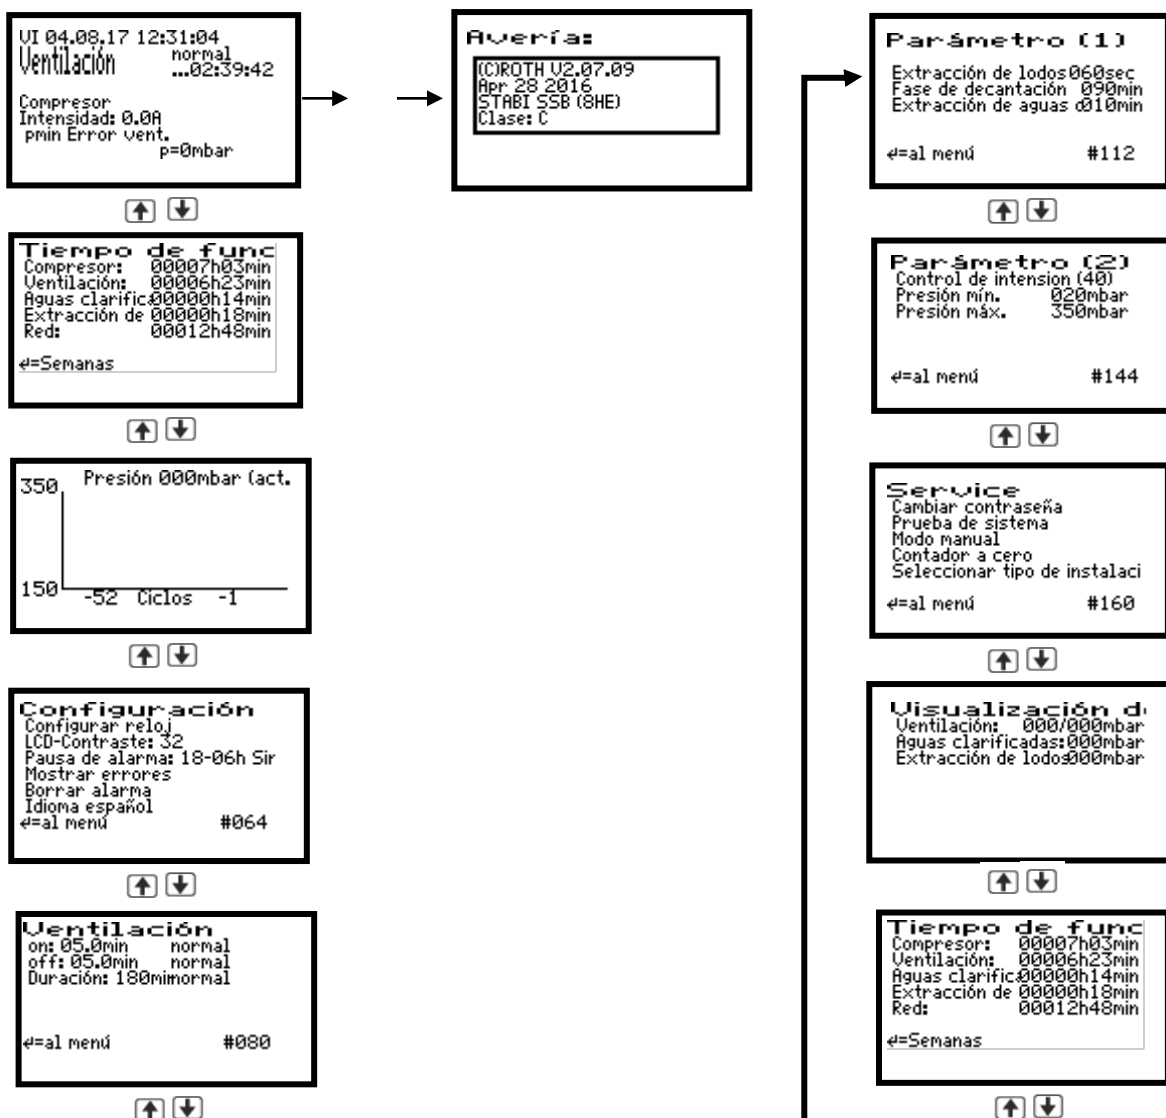 VI 04.08.17 12:31:04
Ventilación normal
...02:39:42
Compresor
Intensidad: 0.0A
pmin Error vent.
p=0mbar
Tiempo de func
Compresor: 00007h03min
Ventilación: 00006h23min
Aguas clarific.00000h14min
Extracción de 00000h18min
Red: 00012h48min
↵=Semanas
350 Presión 000mbar (act.
150
-52 Ciclos -1
Configuración
Configurar reloj
LCD-Contraste: 32
Pausa de alarma: 18-06h Sir
Mostrar errores
Borrar alarma
Idioma español
↵=al menú #064
Ventilación
on: 05.0min normal
off: 05.0min normal
Duración: 180min normal
↵=al menú #080
Avería:
(C)ROTH V2.07.09
Apr 28 2016
STABI SSB (8HE)
Clase: C
Parámetro (1)
Extracción de lodos 060sec
Fase de decantación 090min
Extracción de aguas d010min
↵=al menú #112
Parámetro (2)
Control de intension (40)
Presión mín. 020mbar
Presión máx. 350mbar
↵=al menú #144
Service
Cambiar contraseña
Prueba de sistema
Modo manual
Contador a cero
Seleccionar tipo de instalaci
↵=al menú #160
Visualización de
Ventilación: 000/000mbar
Aguas clarificadas:000mbar
Extracción de lodos000mbar
Tiempo de func
Compresor: 00007h03min
Ventilación: 00006h23min
Aguas clarific.00000h14min
Extracción de 00000h18min
Red: 00012h48min
↵=Semanas